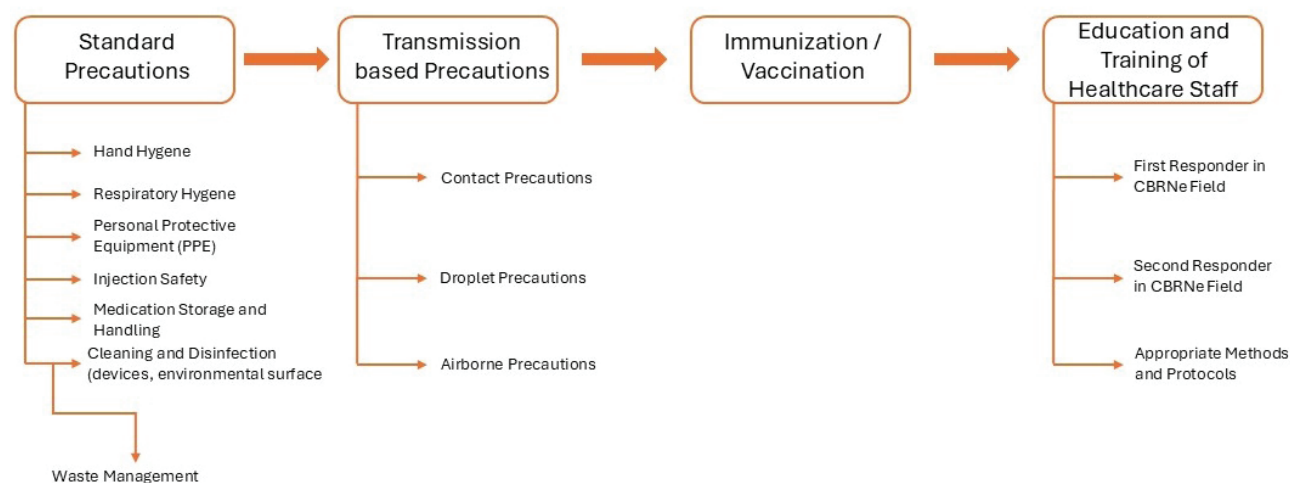 Standard
Precautions
Transmission
based Precautions
Immunization /
Vaccination
Education and
Training of
Healthcare Staff
Hand Hygene
Respiratory Hygene
Personal Protective
Equipment (PPE)
Injection Safety
Medication Storage and
Handling
Cleaning and Disinfection
(devices, environmental surface
Waste Management
Contact Precautions
Droplet Precautions
Airborne Precautions
First Responder in
CBRNe Field
Second Responder
in CBRNe Field
Appropriate Methods
and Protocols